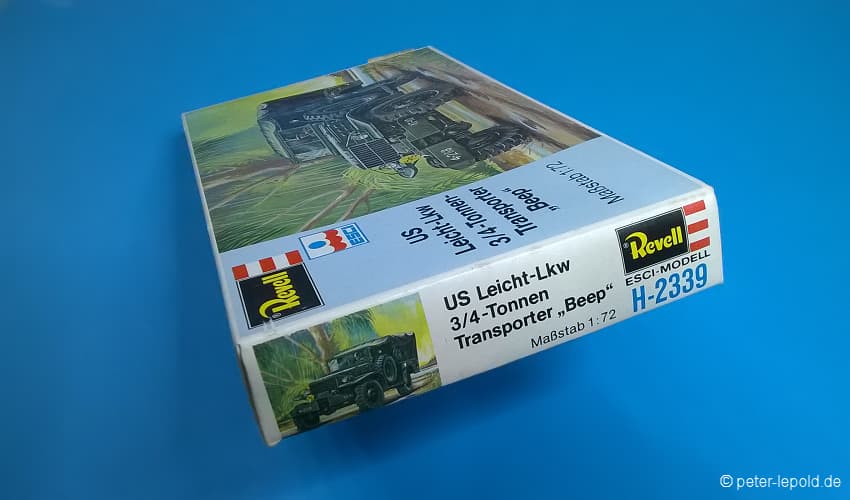 US
Leicht-Lkw
3/4-Tonnen-
Transporter
„Beep“
Maßstab 1:72
ESCI
Revell
US Leicht-Lkw
3/4-Tonnen
Transporter „Beep“
Maßstab 1:72
Revell
ESCI-MODELL
H-2339
© peter-lepold.de